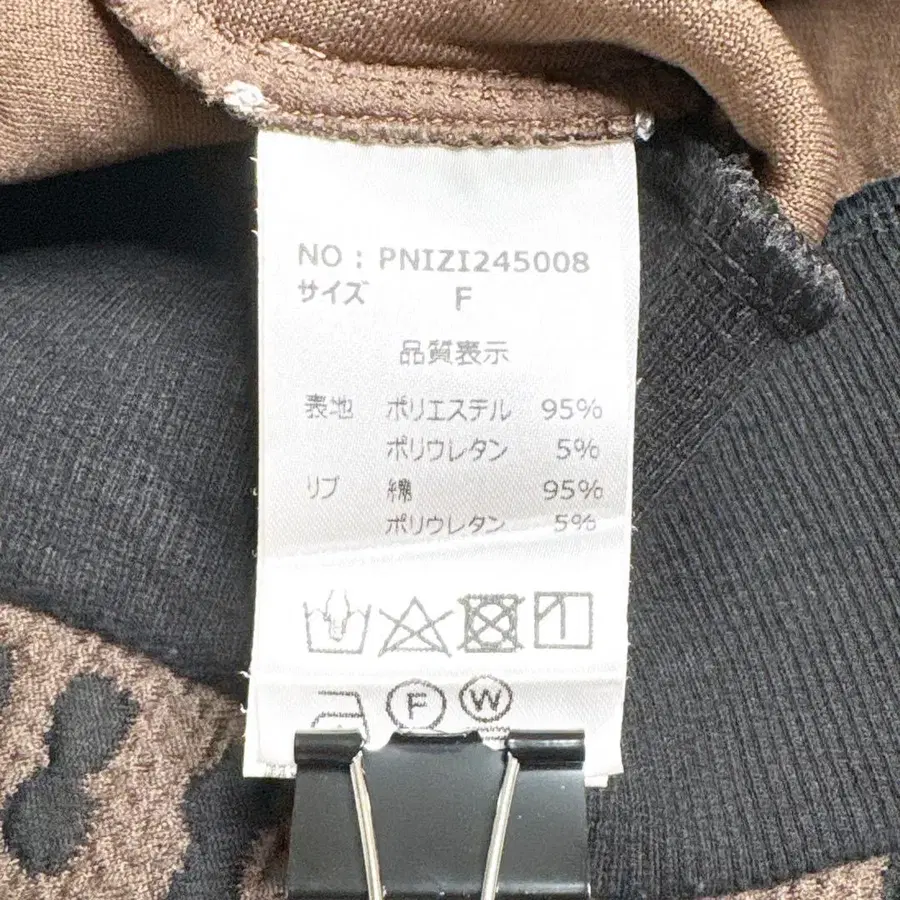 NO : PNIZI245008
サイズ F
品質表示
表地 ポリエステル 95%
ポリウレタン 5%
リブ 綿 95%
ポリウレタン 5%
F W